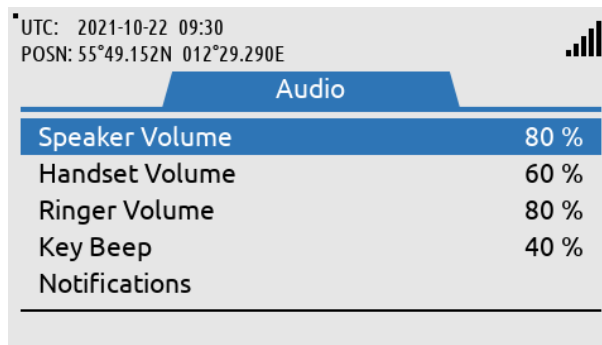 UTC: 2021-10-22 09:30
POSN: 55°49.152N 012°29.290E
Audio
Speaker Volume 80 %
Handset Volume 60 %
Ringer Volume 80 %
Key Beep 40 %
Notifications